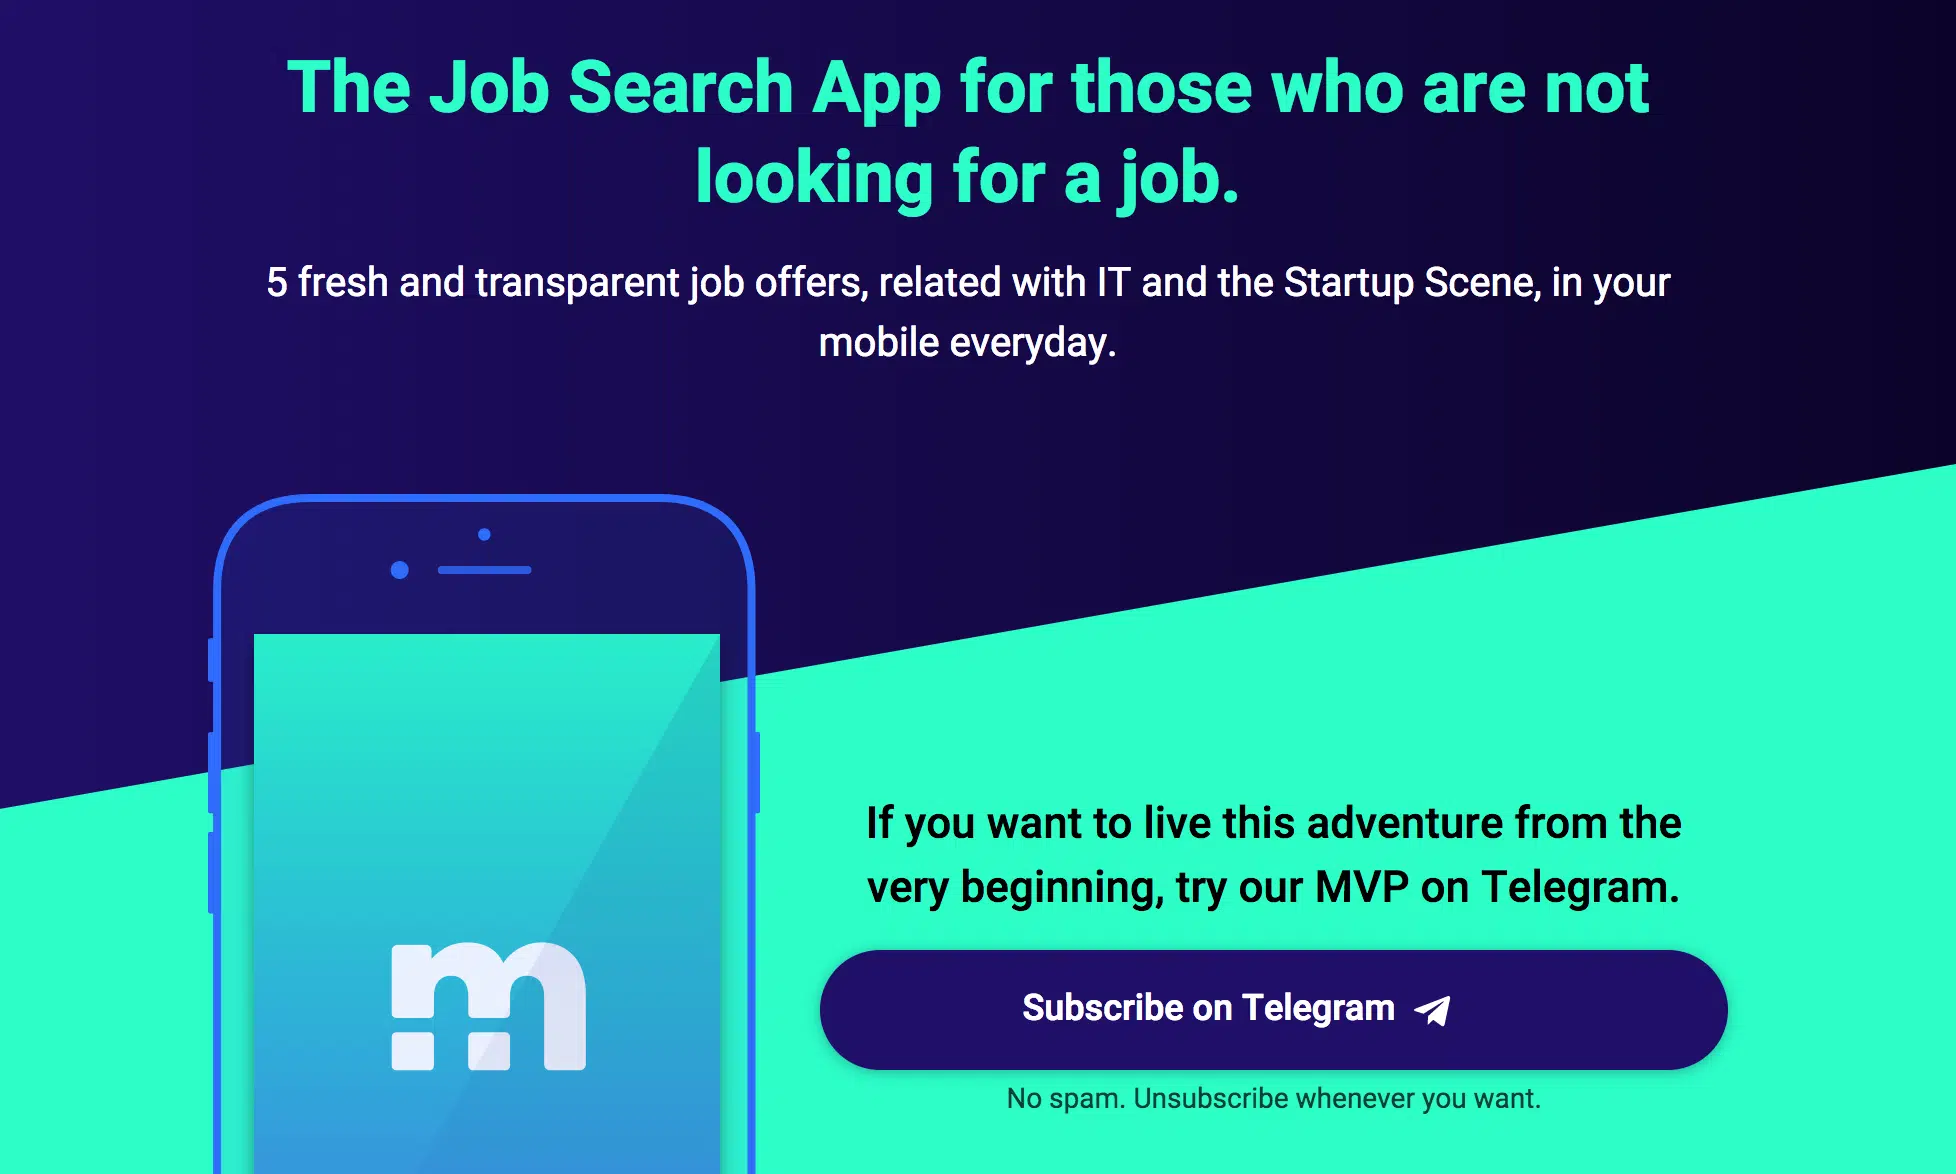 The Job Search App for those who are not
looking for a job.
5 fresh and transparent job offers, related with IT and the Startup Scene, in your
mobile everyday.
m
If you want to live this adventure from the
very beginning, try our MVP on Telegram.
Subscribe on Telegram
No spam. Unsubscribe whenever you want.